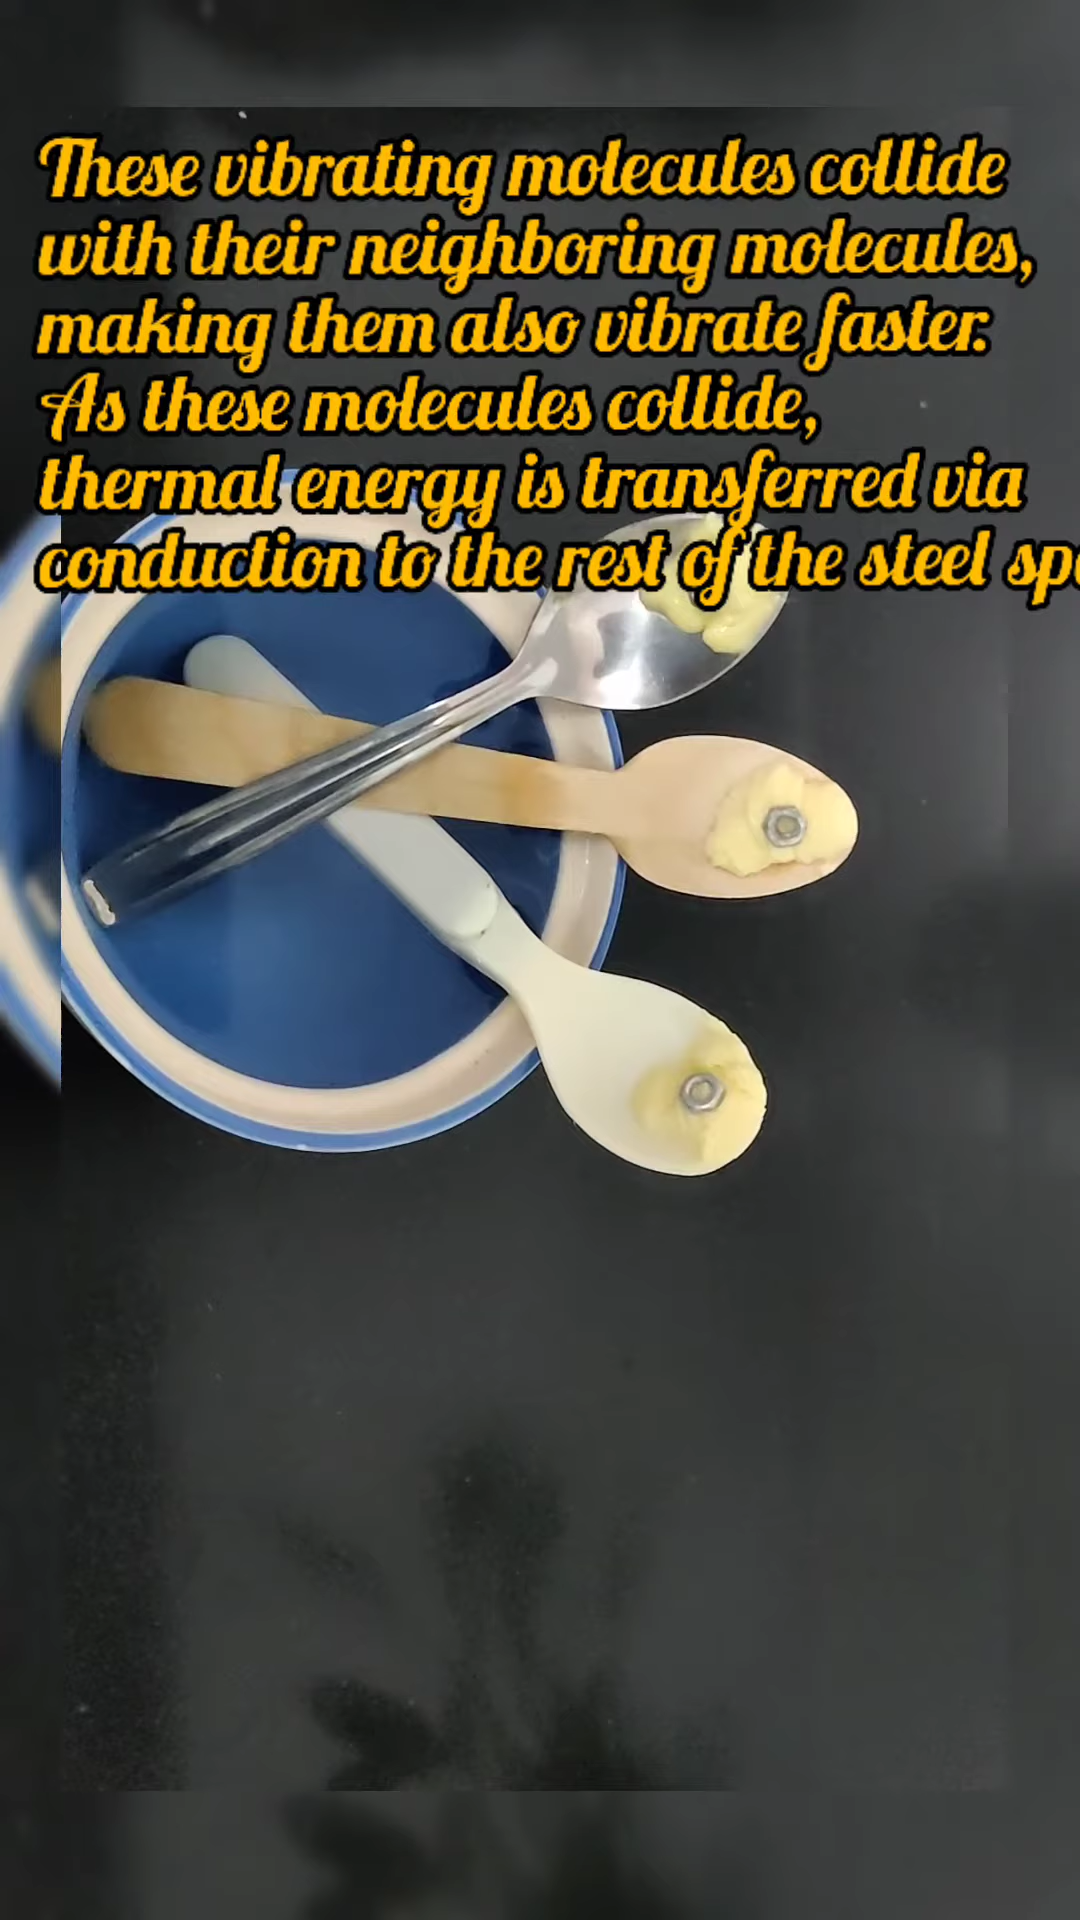 These vibrating molecules collide
with their neighboring molecules,
making them also vibrate faster.
As these molecules collide,
thermal energy is transferred via
conduction to the rest of the steel